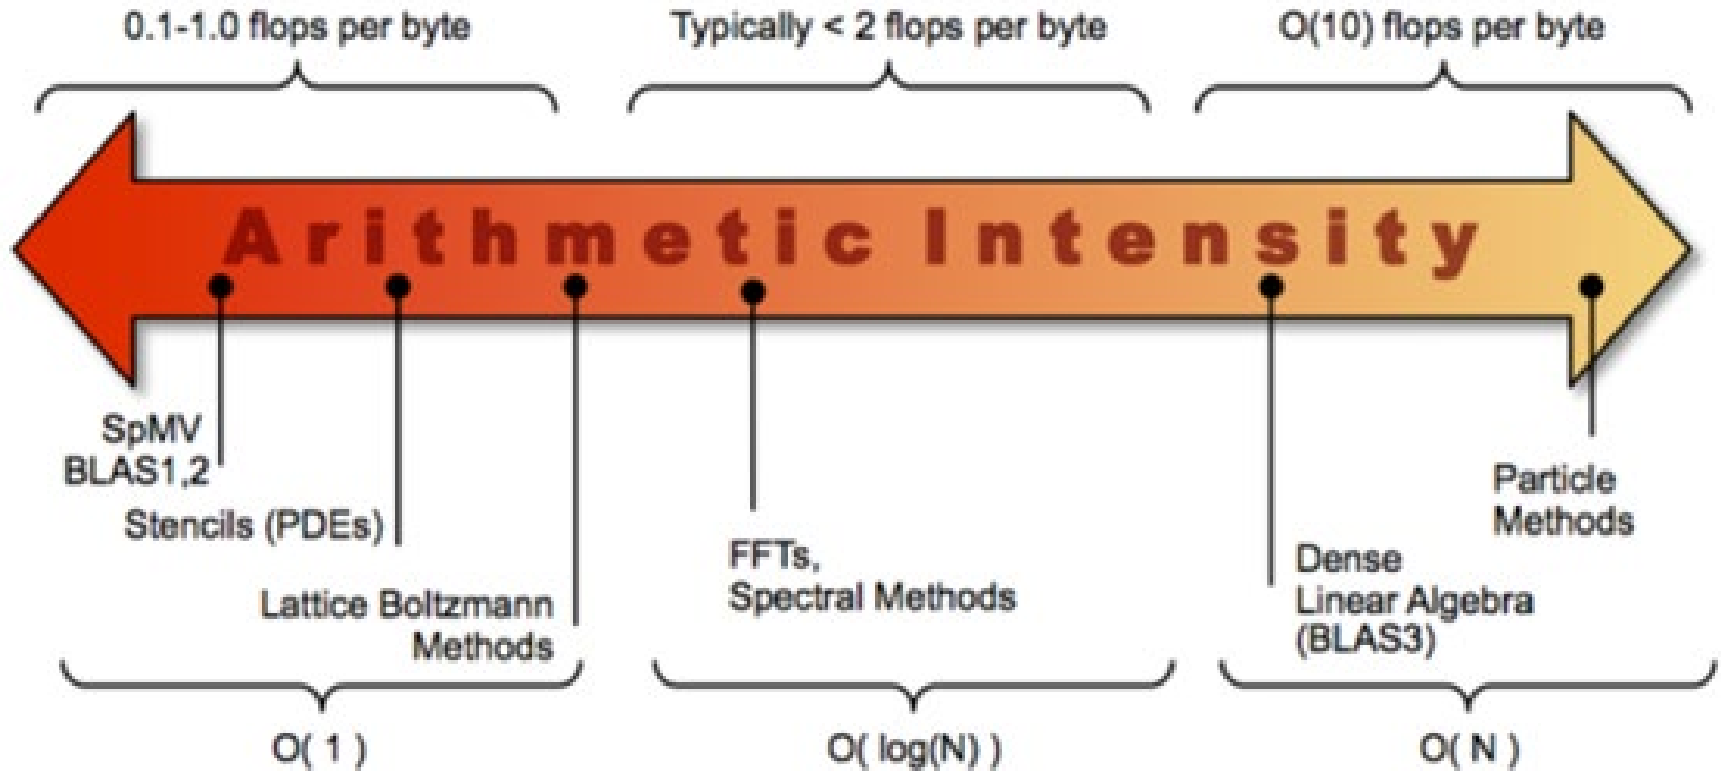 0.1-1.0 flops per byte
Typically < 2 flops per byte
O(10) flops per byte
Arithmetic Intensity
SpMV
BLAS1,2
Stencils (PDEs)
Lattice Boltzmann
Methods
FFTs,
Spectral Methods
Dense
Linear Algebra
(BLAS3)
Particle
Methods
O( 1 )
O( log(N) )
O( N )